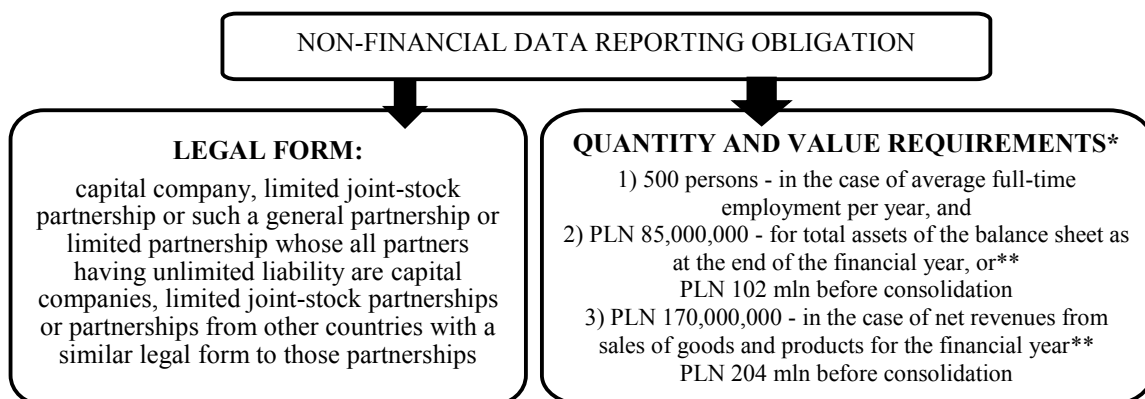 NON-FINANCIAL DATA REPORTING OBLIGATION
LEGAL FORM:
capital company, limited joint-stock
partnership or such a general partnership or
limited partnership whose all partners
having unlimited liability are capital
companies, limited joint-stock partnerships
or partnerships from other countries with a
similar legal form to those partnerships
QUANTITY AND VALUE REQUIREMENTS*
1) 500 persons - in the case of average full-time
employment per year, and
2) PLN 85,000,000 - for total assets of the balance sheet as
at the end of the financial year, or**
PLN 102 mln before consolidation
3) PLN 170,000,000 - in the case of net revenues from
sales of goods and products for the financial year**
PLN 204 mln before consolidation